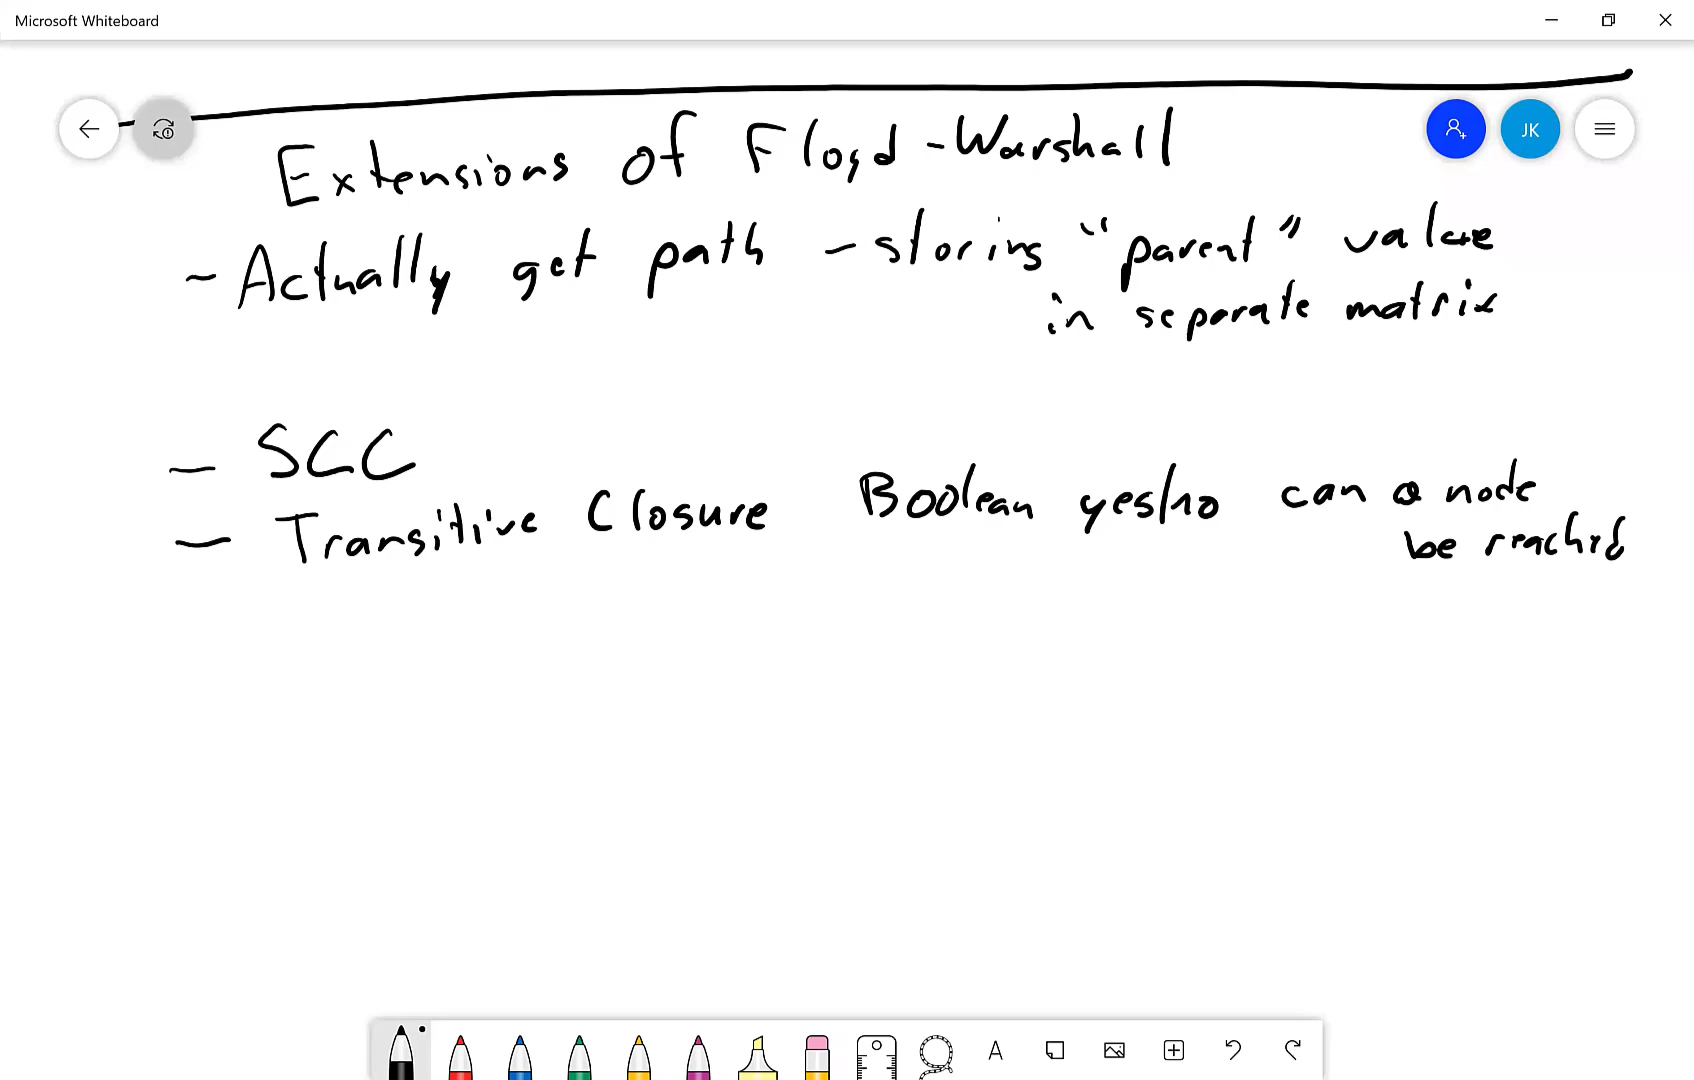 Microsoft Whiteboard
JK
Extensions of Floyd-Warshall
- Actually get path - storing "parent" value
in separate matrix
- SCC
- Transitive Closure Boolean yes/no can a node
be reached
A